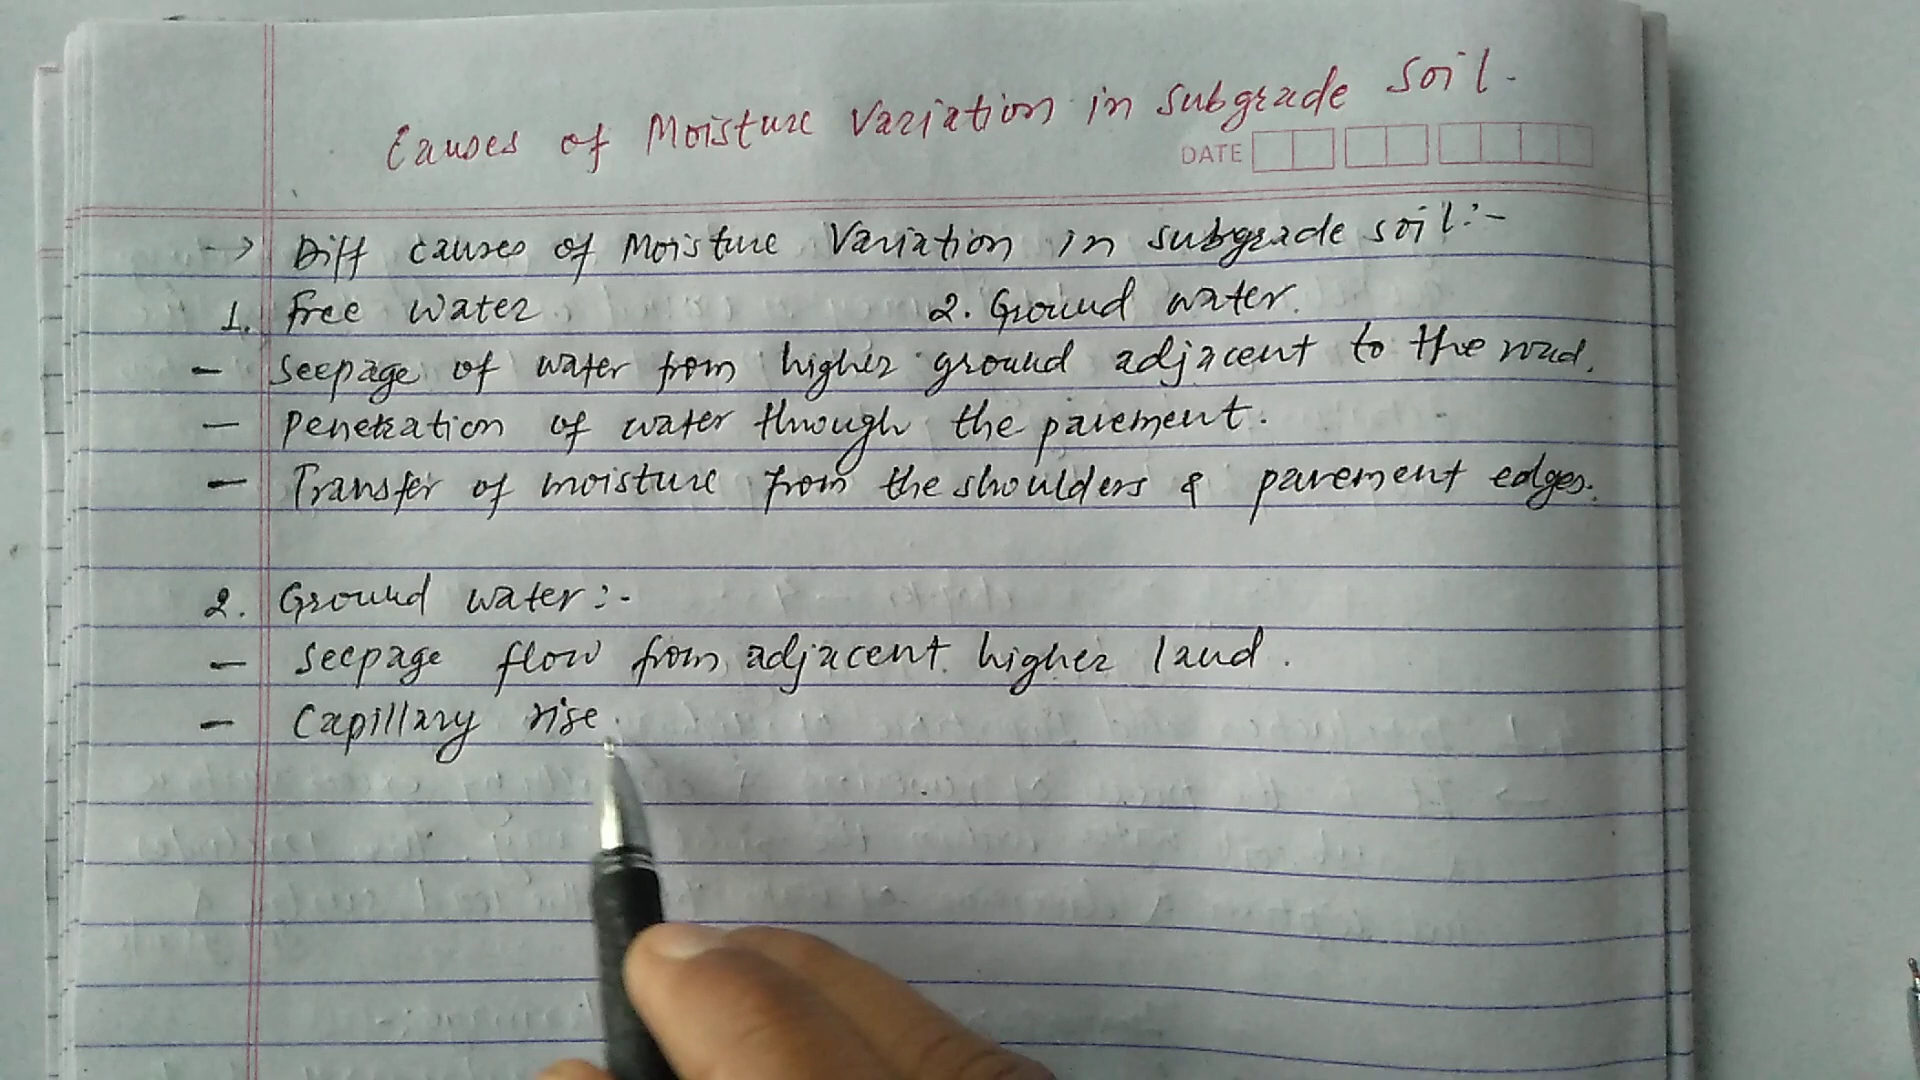 Causes of Moisture Variation in subgrade soil.
DATE
→ Diff causes of Moisture Variation in subgrade soil:-
1. Free water 2. Ground water.
- Seepage of water from higher ground adjacent to the road.
- Penetration of water through the pavement.
- Transfer of moisture from the shoulders & pavement edges.
2. Ground water:-
- Seepage flow from adjacent higher land.
- Capillary rise.